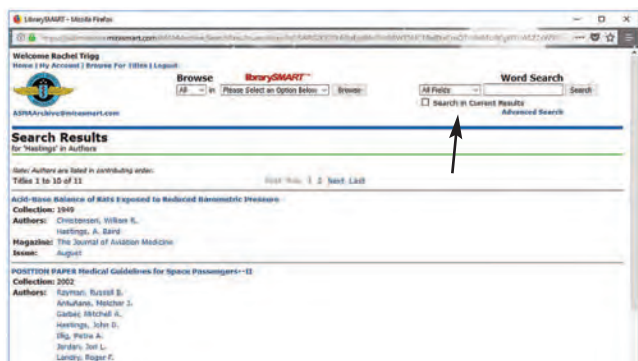 LibrarySMART - Mozilla Firefox
Welcome Rachel Trigg
Home | My Account | Browse For Titles | Logout
Browse librarySMART™ Word Search
All in Please Select an Option Below Browse All Fields Search
Search in Current Results
ASMAArchive@mirasmart.com Advanced Search
Search Results
for 'Hastings' in Authors
Note: Authors are listed in contributing order.
Titles 1 to 10 of 11 First Prev 1 2 Next Last
Acid-Base Balance of Rats Exposed to Reduced Barometric Pressure
Collection: 1949
Authors: Christensen, William R.
Hastings, A. Baird
Magazine: The Journal of Aviation Medicine
Issue: August
POSITION PAPER Medical Guidelines for Space Passengers--II
Collection: 2002
Authors: Rayman, Russell B.
Antuñano, Melchor J.
Garber, Mitchell A.
Hastings, John D.
Illig, Petra A.
Jordan, Jon L.
Landry, Roger F.